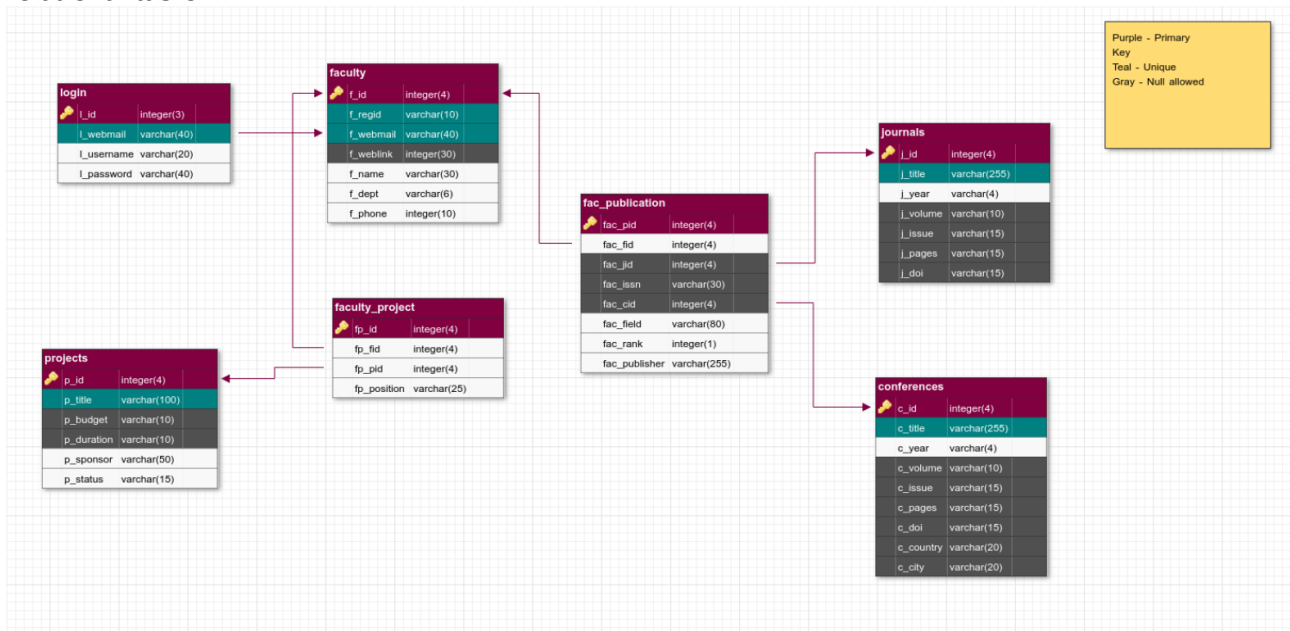 Purple - Primary
Key
Teal - Unique
Gray - Null allowed
login
l_id integer(3)
l_webmail varchar(40)
l_username varchar(20)
l_password varchar(40)
faculty
f_id integer(4)
f_regid varchar(10)
f_webmail varchar(40)
f_weblink integer(30)
f_name varchar(30)
f_dept varchar(6)
f_phone integer(10)
journals
j_id integer(4)
j_title varchar(255)
j_year varchar(4)
j_volume varchar(10)
j_issue varchar(15)
j_pages varchar(15)
j_doi varchar(15)
fac_publication
fac_pid integer(4)
fac_fid integer(4)
fac_jid integer(4)
fac_issn varchar(30)
fac_cid integer(4)
fac_field varchar(80)
fac_rank integer(1)
fac_publisher varchar(255)
faculty_project
fp_id integer(4)
fp_fid integer(4)
fp_pid integer(4)
fp_position varchar(25)
projects
p_id integer(4)
p_title varchar(100)
p_budget varchar(10)
p_duration varchar(10)
p_sponsor varchar(50)
p_status varchar(15)
conferences
c_id integer(4)
c_title varchar(255)
c_year varchar(4)
c_volume varchar(10)
c_issue varchar(15)
c_pages varchar(15)
c_doi varchar(15)
c_country varchar(20)
c_city varchar(20)